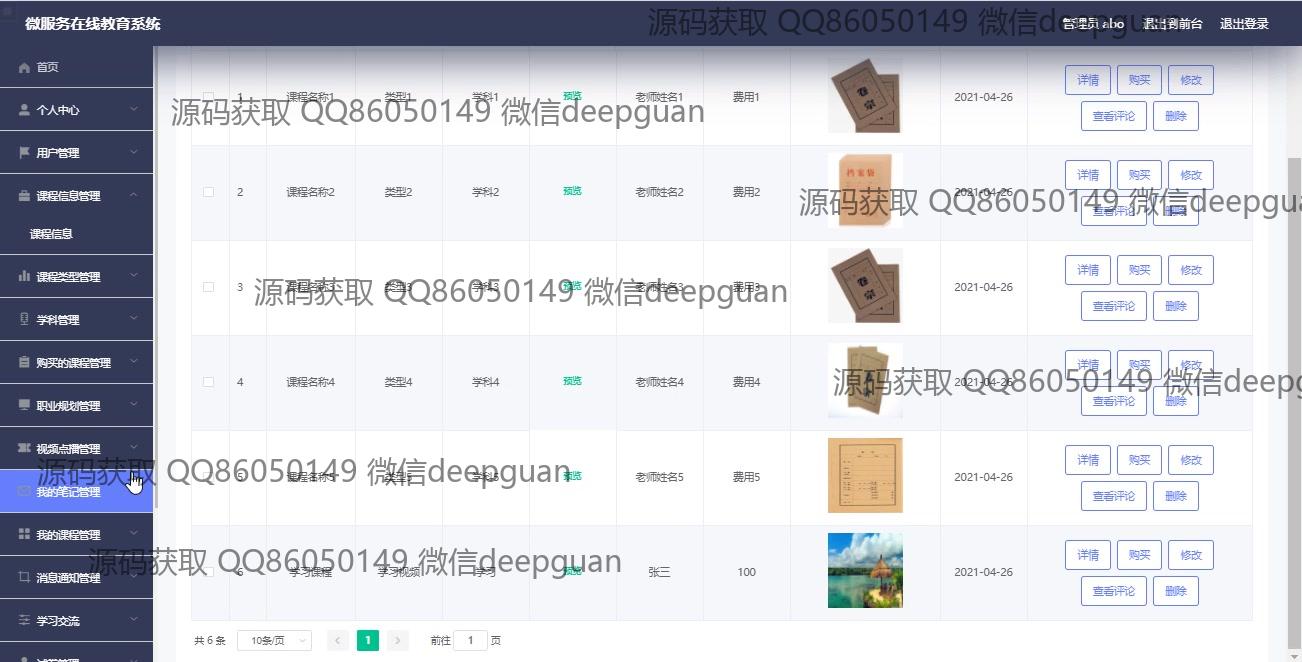 微服务在线教育系统
管理员 abo 退出到前台 退出登录
源码获取 QQ86050149 微信deepguan
首页
个人中心
用户管理
课程信息管理
课程信息
课程类型管理
学科管理
购买的课程管理
职业规划管理
视频点播管理
我的笔记管理
我的课程管理
消息通知管理
学习交流
1 课程名称1 类型1 学科1 预览 老师姓名1 费用1 卷宗 2021-04-26 详情 购买 修改
查看评论 删除
源码获取 QQ86050149 微信deepguan
2 课程名称2 类型2 学科2 预览 老师姓名2 费用2 档案袋 2021-04-26 详情 购买 修改
查看评论 删除
源码获取 QQ86050149 微信deepgua
3 课程名称3 类型3 学科3 预览 老师姓名3 费用3 卷宗 2021-04-26 详情 购买 修改
查看评论 删除
源码获取 QQ86050149 微信deepguan
4 课程名称4 类型4 学科4 预览 老师姓名4 费用4 2021-04-26 详情 购买 修改
查看评论 删除
源码获取 QQ86050149 微信deepg
5 课程名称5 类型5 学科5 预览 老师姓名5 费用5 2021-04-26 详情 购买 修改
查看评论 删除
源码获取 QQ86050149 微信deepguan
6 学习课程 学习视频 学习 预览 张三 100 2021-04-26 详情 购买 修改
查看评论 删除
源码获取 QQ86050149 微信deepguan
共 6 条 10条/页 1 前往 1 页